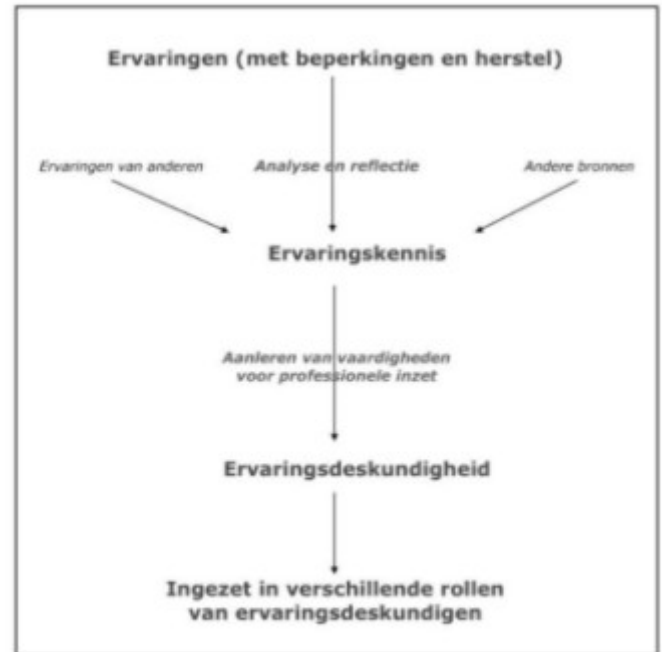 Ervaringen (met beperkingen en herstel)
Ervaringen van anderen
Analyse en reflectie
Andere bronnen
Ervaringskennis
Aanleren van vaardigheden
voor professionele inzet
Ervaringsdeskundigheid
Ingezet in verschillende rollen
van ervaringsdeskundigen